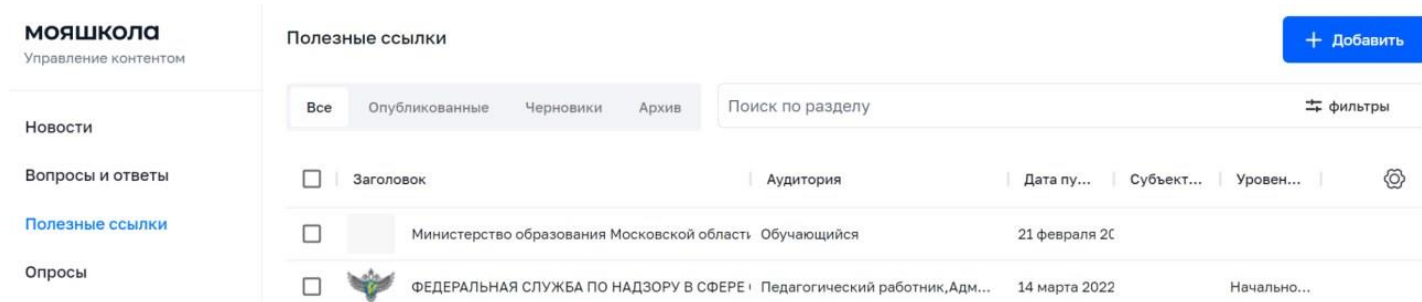 мояшкола
Управление контентом
Новости
Вопросы и ответы
Полезные ссылки
Опросы
Полезные ссылки
+ Добавить
Все Опубликованные Черновики Архив
Поиск по разделу
фильтры
Заголовок Аудитория Дата пу... Субъект... Уровен...
Министерство образования Московской области Обучающийся 21 февраля 20
ФЕДЕРАЛЬНАЯ СЛУЖБА ПО НАДЗОРУ В СФЕРЕ Педагогический работник,Адм... 14 марта 2022 Начально...